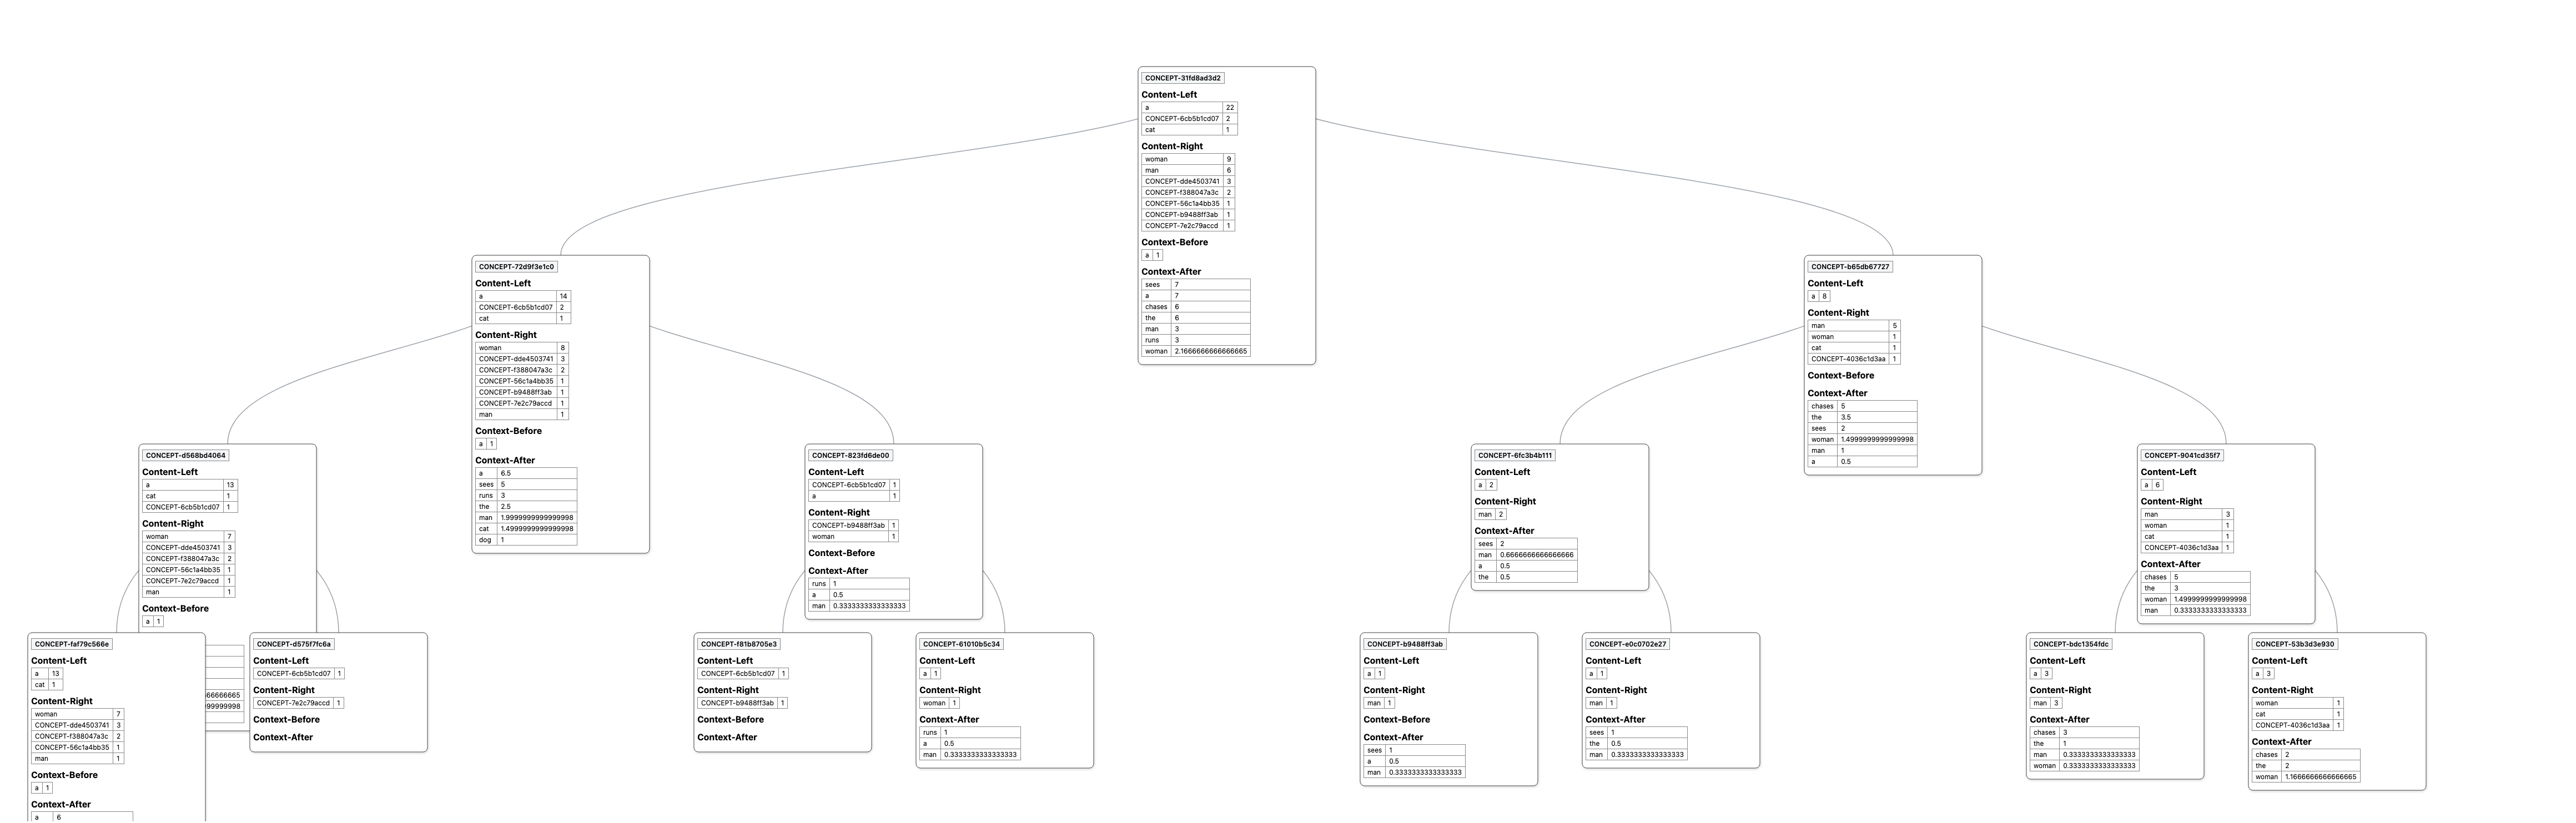 CONCEPT-31fd8ad3d2
Content-Left
a 22
CONCEPT-6cb5b1cd07 2
cat 1
Content-Right
woman 9
man 6
CONCEPT-dde4503741 3
CONCEPT-f388047a3c 2
CONCEPT-56c1a4bb35 1
CONCEPT-b9488ff3ab 1
CONCEPT-7e2c79accd 1
Context-Before
a 1
Context-After
sees 7
a 7
chases 6
the 6
man 3
runs 3
woman 2.1666666666666665
CONCEPT-72d9f3e1c0
Content-Left
a 14
CONCEPT-6cb5b1cd07 2
cat 1
Content-Right
woman 8
CONCEPT-dde4503741 3
CONCEPT-f388047a3c 2
CONCEPT-56c1a4bb35 1
CONCEPT-b9488ff3ab 1
CONCEPT-7e2c79accd 1
man 1
Context-Before
a 1
Context-After
a 6.5
sees 5
runs 3
the 2.5
man 1.9999999999999998
cat 1.4999999999999998
dog 1
CONCEPT-b65db67727
Content-Left
a 8
Content-Right
man 5
woman 1
cat 1
CONCEPT-4036c1d3aa 1
Context-Before
Context-After
chases 5
the 3.5
sees 2
woman 1.4999999999999998
man 1
a 0.5
CONCEPT-d568bd4064
Content-Left
a 13
cat 1
CONCEPT-6cb5b1cd07 1
Content-Right
woman 7
CONCEPT-dde4503741 3
CONCEPT-f388047a3c 2
CONCEPT-56c1a4bb35 1
CONCEPT-7e2c79accd 1
man 1
Context-Before
a 1
CONCEPT-823fd6de00
Content-Left
CONCEPT-6cb5b1cd07 1
a 1
Content-Right
CONCEPT-b9488ff3ab 1
woman 1
Context-Before
Context-After
runs 1
a 0.5
man 0.3333333333333333
CONCEPT-6fc3b4b111
Content-Left
a 2
Content-Right
man 2
Context-After
sees 2
man 0.6666666666666666
a 0.5
the 0.5
CONCEPT-9041cd35f7
Content-Left
a 6
Content-Right
man 3
woman 1
cat 1
CONCEPT-4036c1d3aa 1
Context-After
chases 5
the 3
woman 1.4999999999999998
man 0.3333333333333333
CONCEPT-faf79c566e
Content-Left
a 13
cat 1
Content-Right
woman 7
CONCEPT-dde4503741 3
CONCEPT-f388047a3c 2
CONCEPT-56c1a4bb35 1
man 1
Context-Before
a 1
Context-After
a 6
CONCEPT-d575f7fc6a
Content-Left
CONCEPT-6cb5b1cd07 1
Content-Right
CONCEPT-7e2c79accd 1
Context-Before
Context-After
CONCEPT-f81b8705e3
Content-Left
CONCEPT-6cb5b1cd07 1
Content-Right
CONCEPT-b9488ff3ab 1
Context-Before
Context-After
CONCEPT-61010b5c34
Content-Left
a 1
Content-Right
woman 1
Context-After
runs 1
a 0.5
man 0.3333333333333333
CONCEPT-b9488ff3ab
Content-Left
a 1
Content-Right
man 1
Context-Before
Context-After
sees 1
a 0.5
man 0.3333333333333333
CONCEPT-e0c0702e27
Content-Left
a 1
Content-Right
man 1
Context-After
sees 1
the 0.5
man 0.3333333333333333
CONCEPT-bdc1354fdc
Content-Left
a 3
Content-Right
man 3
Context-After
chases 3
the 1
man 0.3333333333333333
woman 0.3333333333333333
CONCEPT-53b3d3e930
Content-Left
a 3
Content-Right
woman 1
cat 1
CONCEPT-4036c1d3aa 1
Context-After
chases 2
the 2
woman 1.1666666666666665